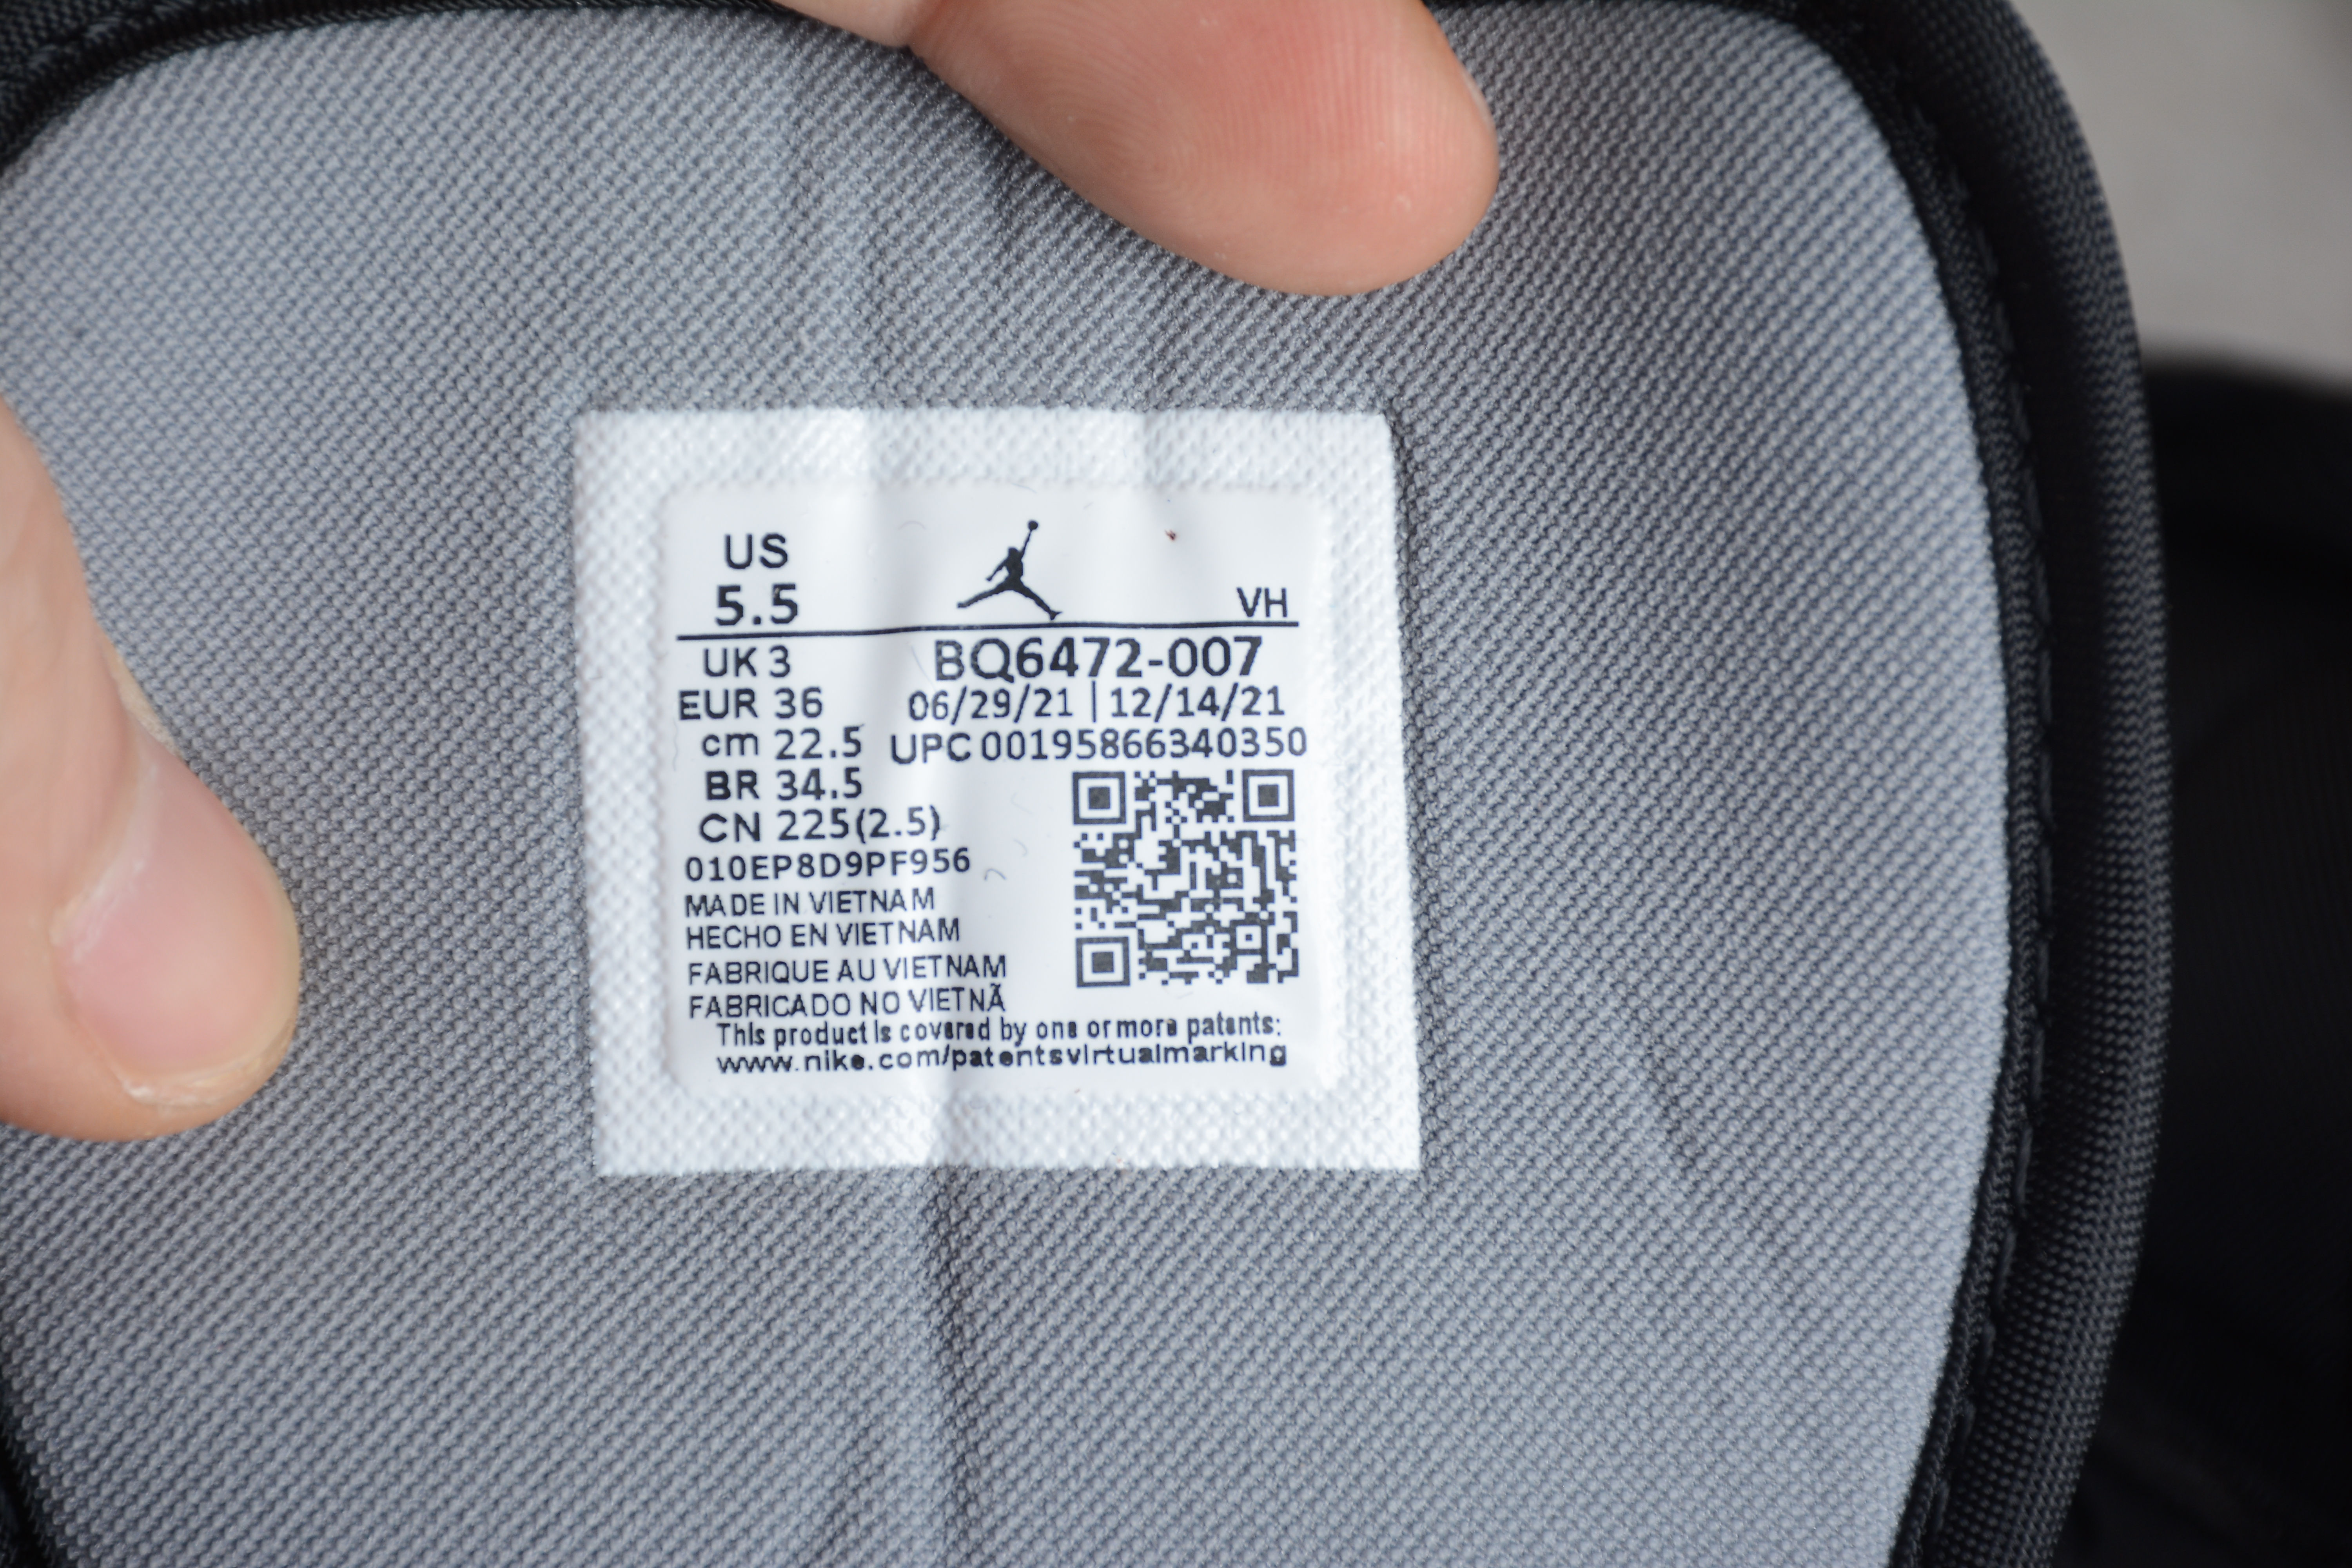 US
5.5
VH
UK 3
BQ6472-007
EUR 36
06/29/21 | 12/14/21
cm 22.5
UPC 00195866340350
BR 34.5
CN 225(2.5)
010EP8D9PF956
MADE IN VIETNAM
HECHO EN VIETNAM
FABRIQUE AU VIETNAM
FABRICADO NO VIETNÃ
This product is covered by one or more patents:
www.nike.com/patentsvirtualmarking